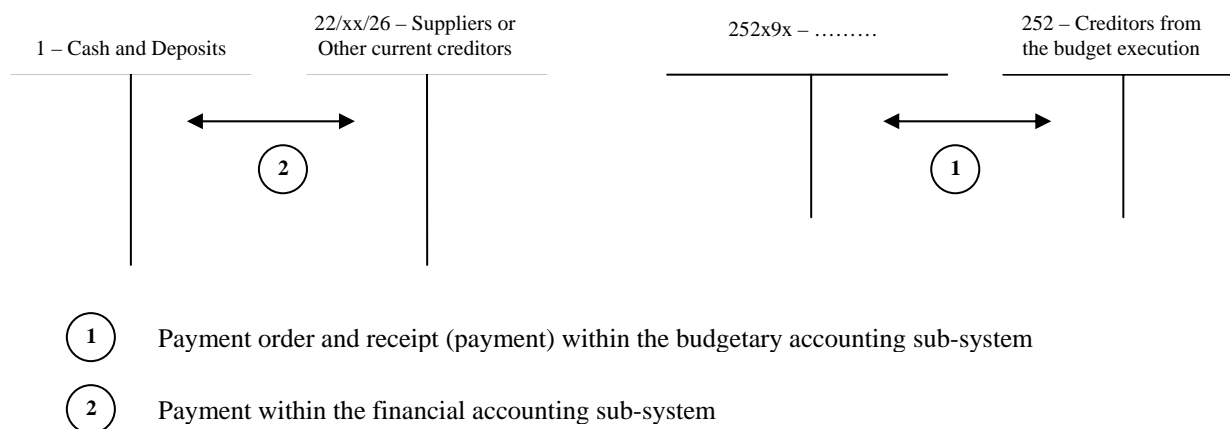 1 – Cash and Deposits
22/xx/26 – Suppliers or
Other current creditors
252x9x – .........
252 – Creditors from
the budget execution
2
1
1 Payment order and receipt (payment) within the budgetary accounting sub-system
2 Payment within the financial accounting sub-system